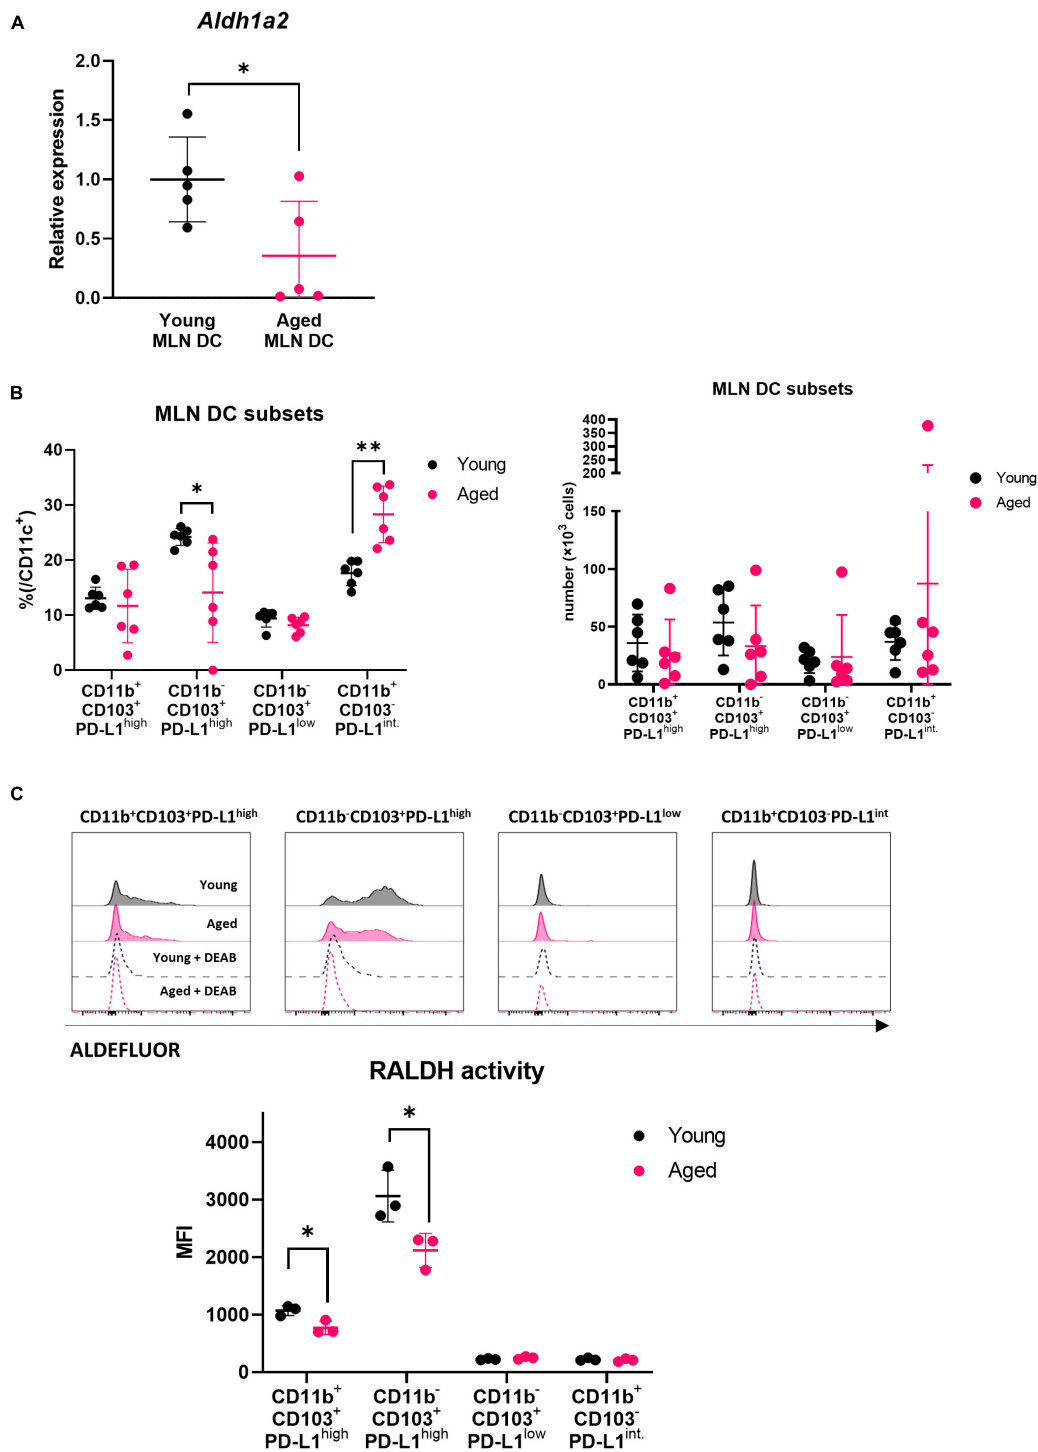 A
Aldh1a2
*
Relative expression
2.0
1.5
1.0
0.5
0.0
Young
MLN DC
Aged
MLN DC
B
MLN DC subsets
%(/CD11c⁺)
40
30
20
10
0
*
**
Young
Aged
CD11b⁺
CD103⁺
PD-L1ʰⁱᵍʰ
CD11b⁻
CD103⁺
PD-L1ʰⁱᵍʰ
CD11b⁻
CD103⁺
PD-L1ˡᵒʷ
CD11b⁺
CD103⁻
PD-L1ⁱⁿᵗ·
MLN DC subsets
number (×10³ cells)
400
350
300
250
200
150
100
50
0
Young
Aged
CD11b⁺
CD103⁺
PD-L1ʰⁱᵍʰ
CD11b⁻
CD103⁺
PD-L1ʰⁱᵍʰ
CD11b⁻
CD103⁺
PD-L1ˡᵒʷ
CD11b⁺
CD103⁻
PD-L1ⁱⁿᵗ·
C
CD11b⁺CD103⁺PD-L1ʰⁱᵍʰ
CD11b⁻CD103⁺PD-L1ʰⁱᵍʰ
CD11b⁻CD103⁺PD-L1ˡᵒʷ
CD11b⁺CD103⁻PD-L1ⁱⁿᵗ
Young
Aged
Young + DEAB
Aged + DEAB
ALDEFLUOR
RALDH activity
MFI
4000
3000
2000
1000
0
*
*
Young
Aged
CD11b⁺
CD103⁺
PD-L1ʰⁱᵍʰ
CD11b⁻
CD103⁺
PD-L1ʰⁱᵍʰ
CD11b⁻
CD103⁺
PD-L1ˡᵒʷ
CD11b⁺
CD103⁻
PD-L1ⁱⁿᵗ·